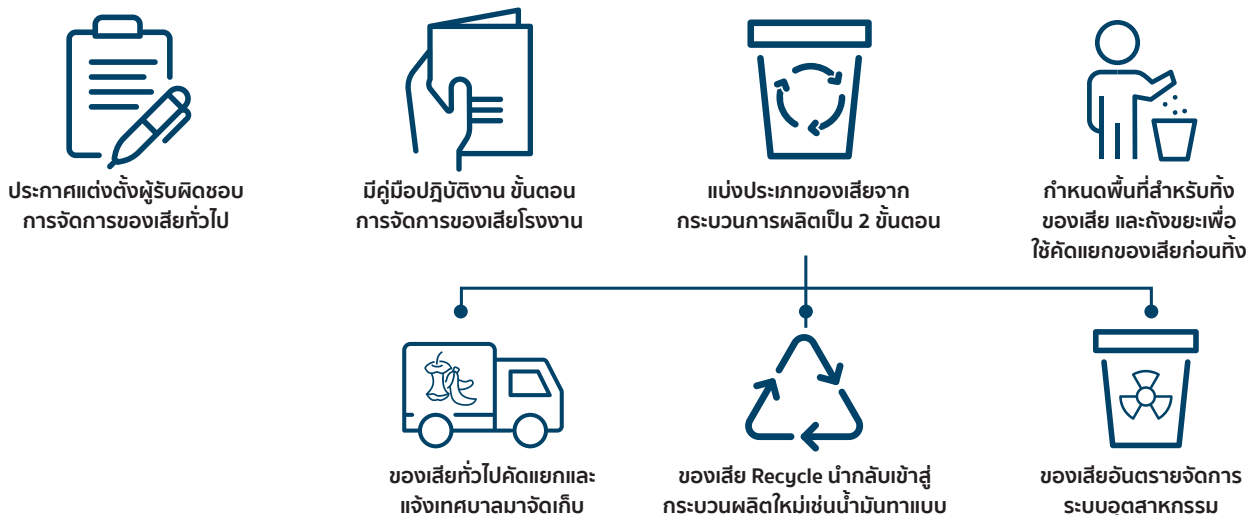 ประกาศแต่งตั้งผู้รับผิดชอบ
การจัดการของเสียทั่วไป
มีคู่มือปฎิบัติงาน ขั้นตอน
การจัดการของเสียโรงงาน
แบ่งประเภทของเสียจาก
กระบวนการผลิตเป็น 2 ขั้นตอน
กำหนดพื้นที่สำหรับทิ้ง
ของเสีย และถังขยะเพื่อ
ใช้คัดแยกของเสียก่อนทิ้ง
ของเสียทั่วไปคัดแยกและ
แจ้งเทศบาลมาจัดเก็บ
ของเสีย Recycle นำกลับเข้าสู่
กระบวนผลิตใหม่เช่นน้ำมันทาแบบ
ของเสียอันตรายจัดการ
ระบบอุตสาหกรรม